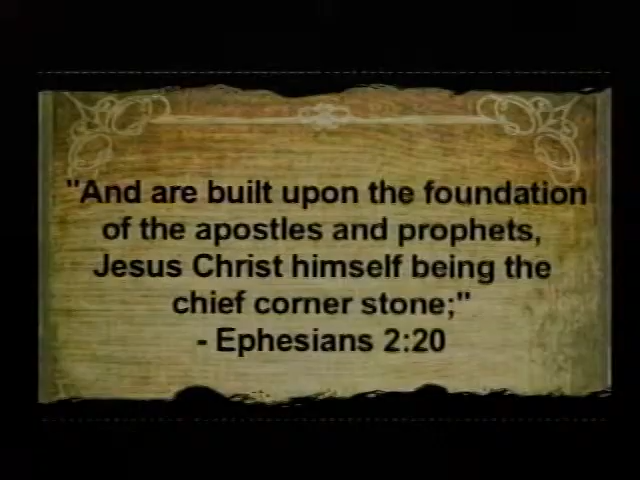 "And are built upon the foundation
of the apostles and prophets,
Jesus Christ himself being the
chief corner stone;"
- Ephesians 2:20